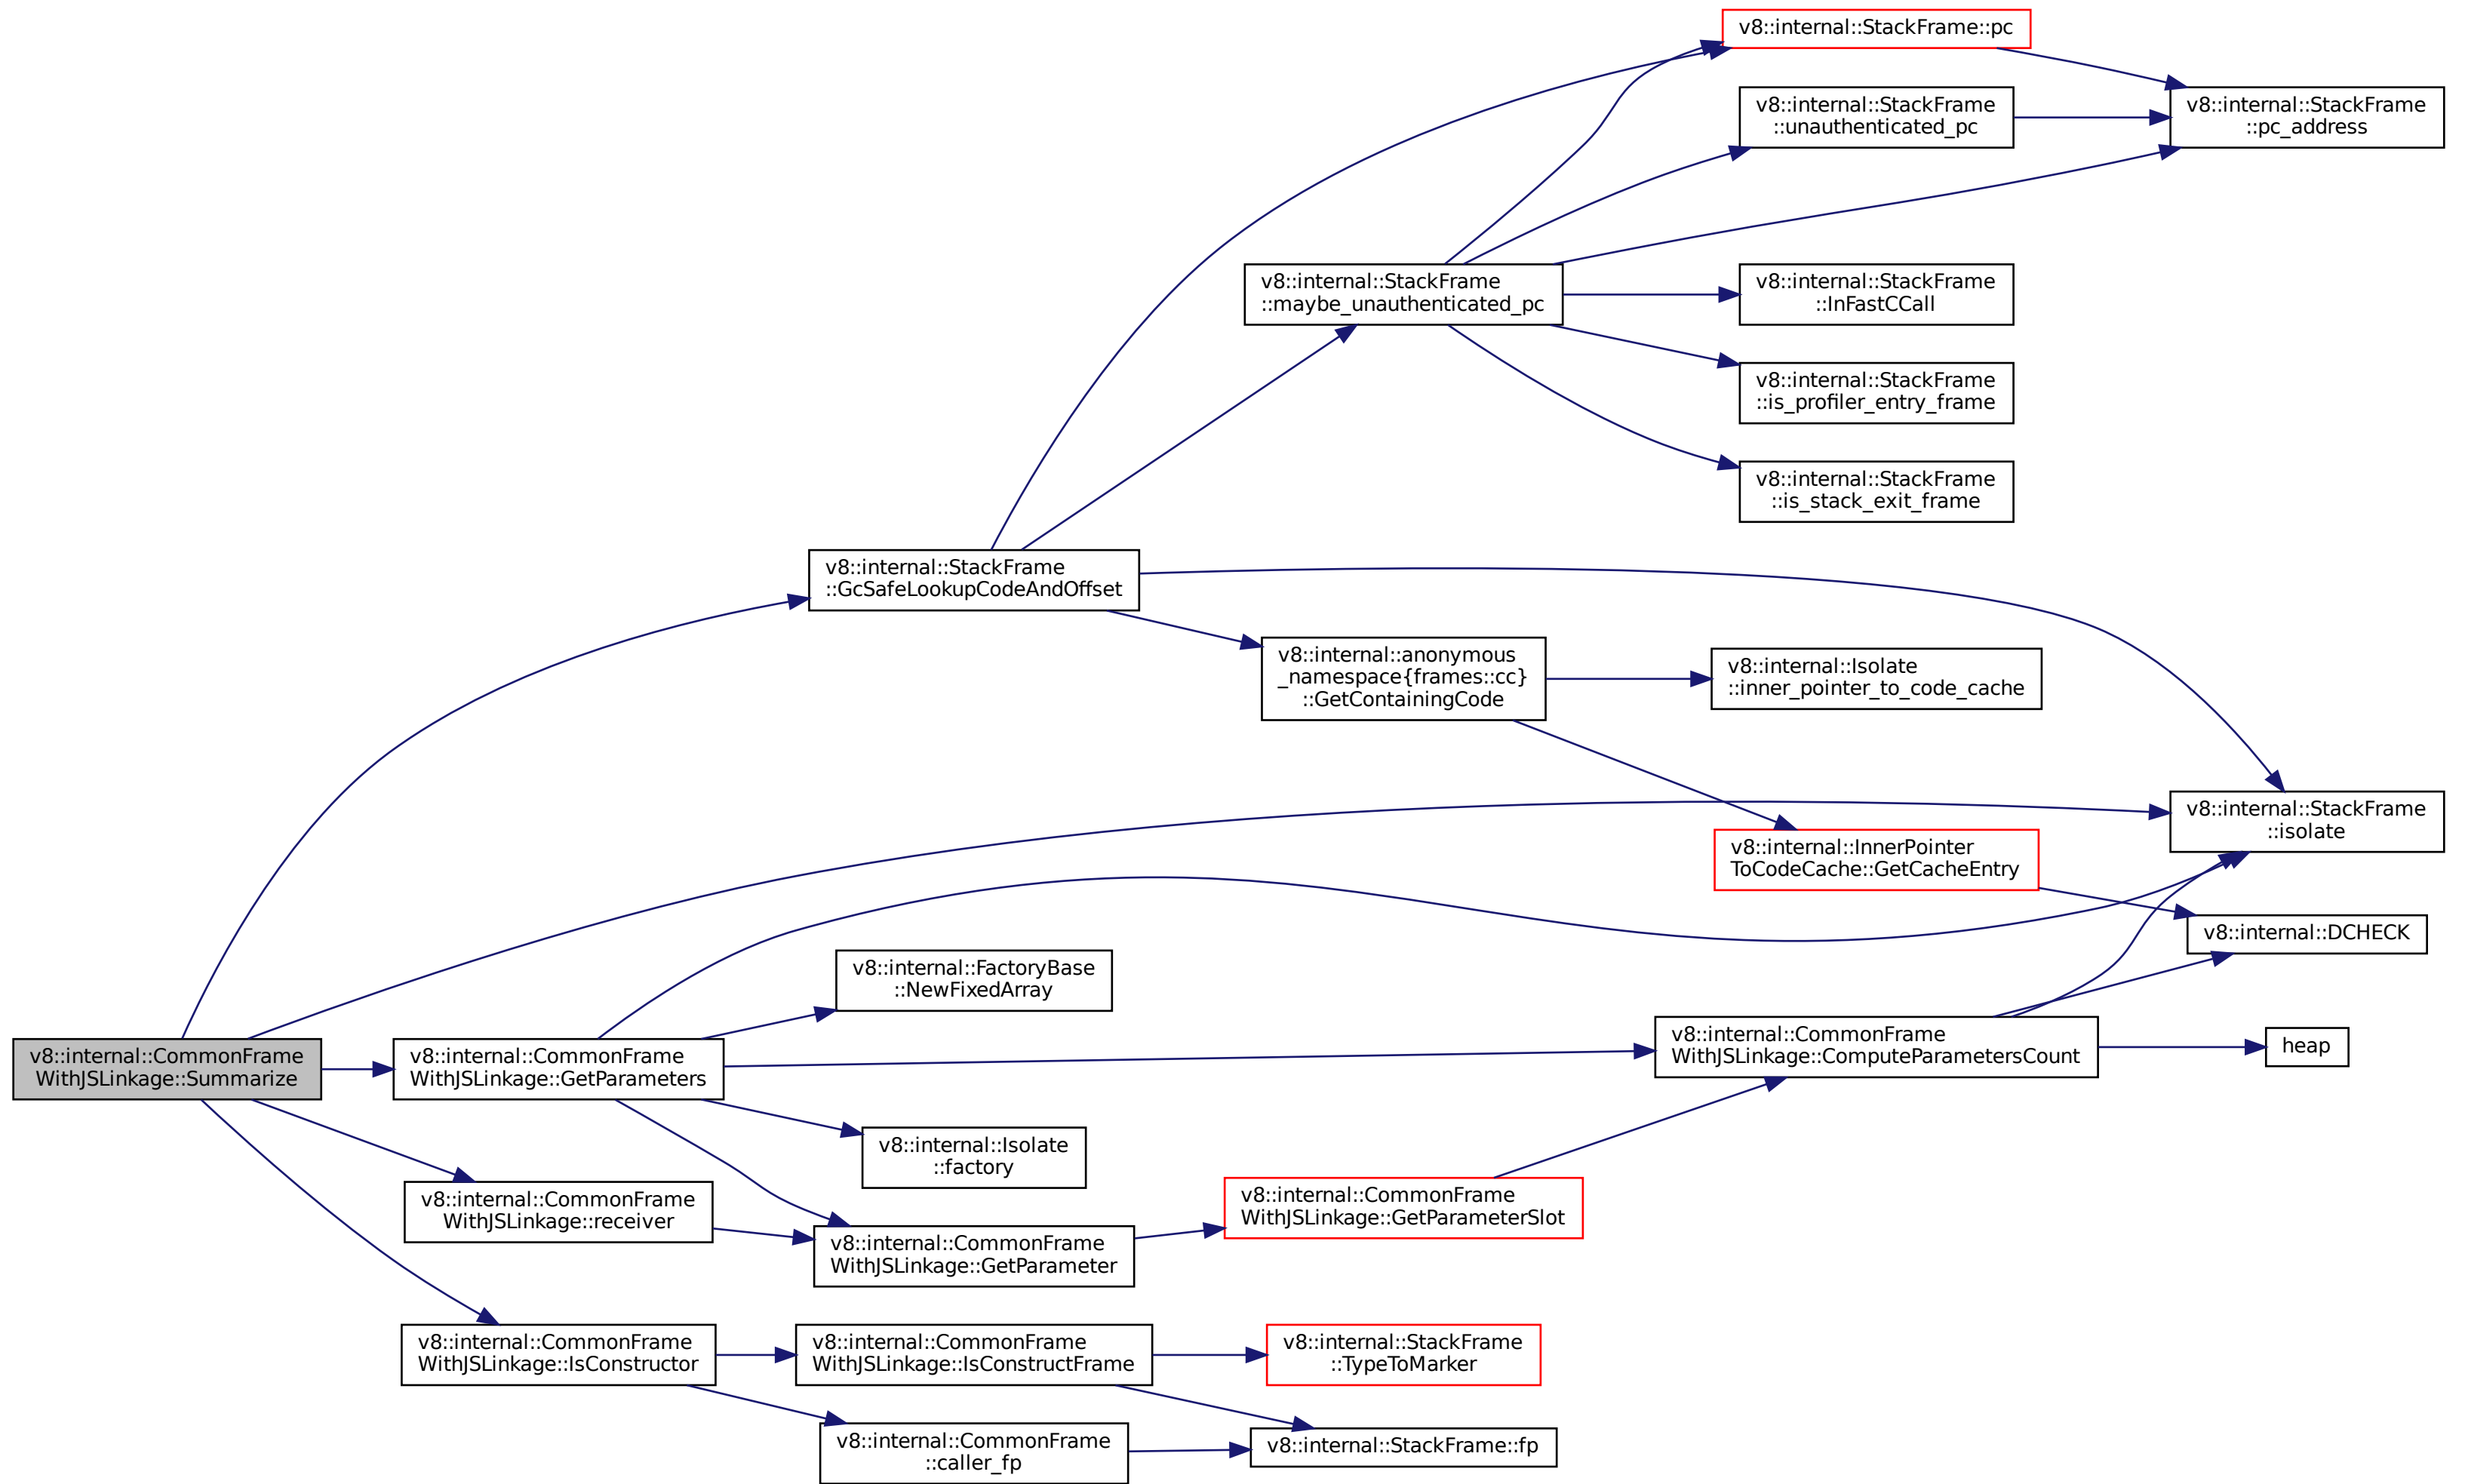 v8::internal::StackFrame::pc
v8::internal::StackFrame
::unauthenticated_pc
v8::internal::StackFrame
::pc_address
v8::internal::StackFrame
::maybe_unauthenticated_pc
v8::internal::StackFrame
::InFastCCall
v8::internal::StackFrame
::is_profiler_entry_frame
v8::internal::StackFrame
::is_stack_exit_frame
v8::internal::StackFrame
::GcSafeLookupCodeAndOffset
v8::internal::anonymous
_namespace{frames::cc}
::GetContainingCode
v8::internal::Isolate
::inner_pointer_to_code_cache
v8::internal::StackFrame
::isolate
v8::internal::InnerPointer
ToCodeCache::GetCacheEntry
v8::internal::DCHECK
v8::internal::FactoryBase
::NewFixedArray
v8::internal::CommonFrame
WithJSLinkage::Summarize
v8::internal::CommonFrame
WithJSLinkage::GetParameters
v8::internal::CommonFrame
WithJSLinkage::ComputeParametersCount
heap
v8::internal::Isolate
::factory
v8::internal::CommonFrame
WithJSLinkage::receiver
v8::internal::CommonFrame
WithJSLinkage::GetParameterSlot
v8::internal::CommonFrame
WithJSLinkage::GetParameter
v8::internal::CommonFrame
WithJSLinkage::IsConstructor
v8::internal::CommonFrame
WithJSLinkage::IsConstructFrame
v8::internal::StackFrame
::TypeToMarker
v8::internal::CommonFrame
::caller_fp
v8::internal::StackFrame::fp